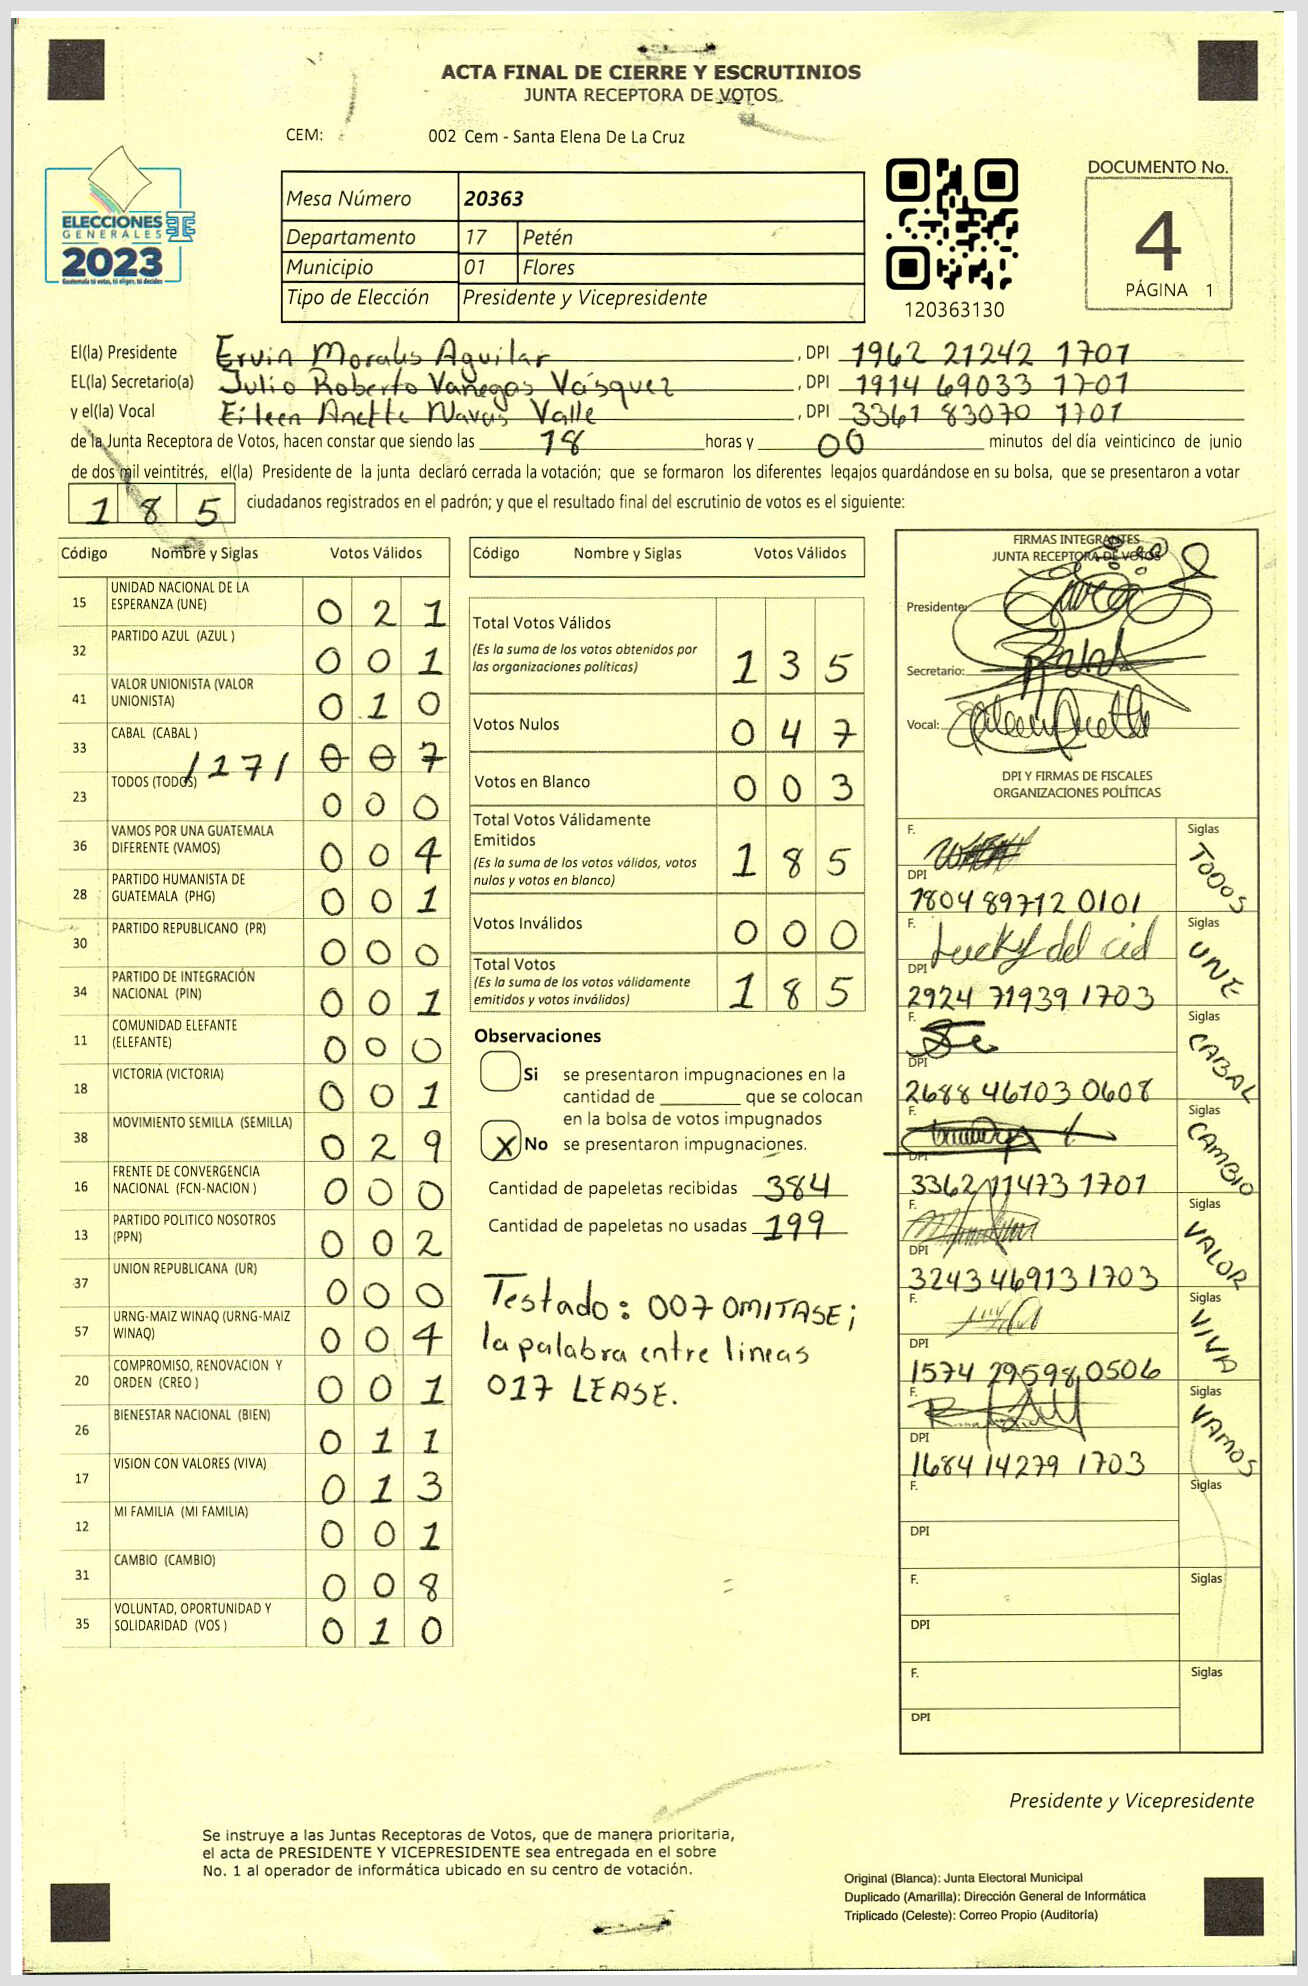 ACTA FINAL DE CIERRE Y ESCRUTINIOS
JUNTA RECEPTORA DE VOTOS
CEM: 002 Cem - Santa Elena De La Cruz
ELECCIONES
GENERALES
2023
Guatemala tú votas, tú eliges, tú decides
TSE
Mesa Número 20363
Departamento 17 Petén
Municipio 01 Flores
Tipo de Elección Presidente y Vicepresidente
120363130
DOCUMENTO No.
4
PÁGINA 1
El(la) Presidente Ervin Morales Aguilar , DPI 1962 21242 1701
EL(la) Secretario(a) Julio Roberto Vanegas Vásquez , DPI 1914 69033 1701
y el(la) Vocal Eileen Anette Navas Valle , DPI 3361 83070 1701
de la Junta Receptora de Votos, hacen constar que siendo las 18 horas y 00 minutos del día veinticinco de junio
de dos mil veintitrés, el(la) Presidente de la junta declaró cerrada la votación; que se formaron los diferentes legajos guardándose en su bolsa, que se presentaron a votar
185 ciudadanos registrados en el padrón; y que el resultado final del escrutinio de votos es el siguiente:
Código Nombre y Siglas Votos Válidos
15 UNIDAD NACIONAL DE LA ESPERANZA (UNE) 0 2 1
32 PARTIDO AZUL (AZUL ) 0 0 1
41 VALOR UNIONISTA (VALOR UNIONISTA) 0 1 0
33 CABAL (CABAL ) 0 0 7
23 TODOS (TODOS) 0 0 0
36 VAMOS POR UNA GUATEMALA DIFERENTE (VAMOS) 0 0 4
28 PARTIDO HUMANISTA DE GUATEMALA (PHG) 0 0 1
30 PARTIDO REPUBLICANO (PR) 0 0 0
34 PARTIDO DE INTEGRACIÓN NACIONAL (PIN) 0 0 1
11 COMUNIDAD ELEFANTE (ELEFANTE) 0 0 0
18 VICTORIA (VICTORIA) 0 0 1
38 MOVIMIENTO SEMILLA (SEMILLA) 0 2 9
16 FRENTE DE CONVERGENCIA NACIONAL (FCN-NACION ) 0 0 0
13 PARTIDO POLITICO NOSOTROS (PPN) 0 0 2
37 UNION REPUBLICANA (UR) 0 0 0
57 URNG-MAIZ WINAQ (URNG-MAIZ WINAQ) 0 0 4
20 COMPROMISO, RENOVACION Y ORDEN (CREO ) 0 0 1
26 BIENESTAR NACIONAL (BIEN) 0 1 1
17 VISION CON VALORES (VIVA) 0 1 3
12 MI FAMILIA (MI FAMILIA) 0 0 1
31 CAMBIO (CAMBIO) 0 0 8
35 VOLUNTAD, OPORTUNIDAD Y SOLIDARIDAD (VOS ) 0 1 0
Código Nombre y Siglas Votos Válidos
Total Votos Válidos
(Es la suma de los votos obtenidos por
las organizaciones políticas) 1 3 5
Votos Nulos 0 4 7
Votos en Blanco 0 0 3
Total Votos Válidamente
Emitidos
(Es la suma de los votos válidos, votos
nulos y votos en blanco) 1 8 5
Votos Inválidos 0 0 0
Total Votos
(Es la suma de los votos válidamente
emitidos y votos inválidos) 1 8 5
Observaciones
Si se presentaron impugnaciones en la
cantidad de ________ que se colocan
en la bolsa de votos impugnados
X No se presentaron impugnaciones.
Cantidad de papeletas recibidas 384
Cantidad de papeletas no usadas 199
Testado: 007 OMITASE;
la palabra entre lineas
017 LEASE.
FIRMAS INTEGRANTES
JUNTA RECEPTORA DE VOTOS
Presidente:
Secretario:
Vocal:
DPI Y FIRMAS DE FISCALES
ORGANIZACIONES POLÍTICAS
F. Siglas TODOS
DPI 1804 89712 0101
F. Lucky del cid Siglas UNE
DPI 2924 71939 1703
F. Siglas CABAL
DPI 2688 46103 0608
F. Siglas CAMBIO
DPI 3362 11473 1701
F. Siglas VALOR
DPI 3243 46913 1703
F. Siglas VIVA
DPI 1574 29598 0506
F. Siglas VAMOS
DPI 1684 14279 1703
F. Siglas
DPI
F. Siglas
DPI
F. Siglas
DPI
Presidente y Vicepresidente
Se instruye a las Juntas Receptoras de Votos, que de manera prioritaria,
el acta de PRESIDENTE Y VICEPRESIDENTE sea entregada en el sobre
No. 1 al operador de informática ubicado en su centro de votación.
Original (Blanca): Junta Electoral Municipal
Duplicado (Amarilla): Dirección General de Informática
Triplicado (Celeste): Correo Propio (Auditoría)